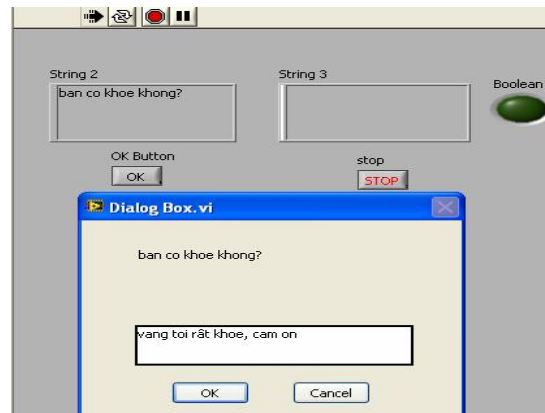 String 2
String 3
Boolean
ban co khoe khong?
OK Button
stop
OK
STOP
Dialog Box.vi
ban co khoe khong?
vang toi rât khoe, cam on
OK
Cancel